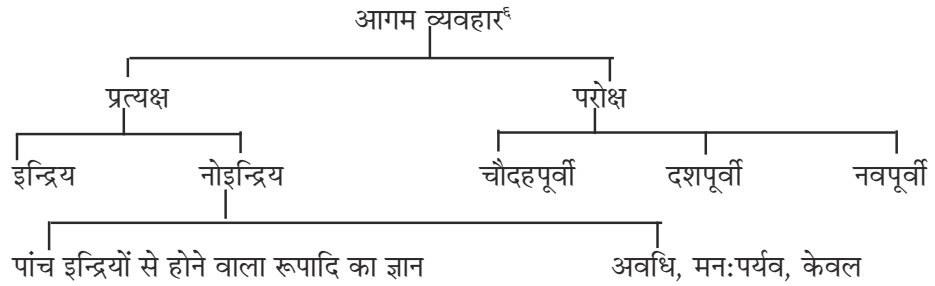 आगम व्यवहार६
प्रत्यक्ष परोक्ष
इन्द्रिय नोइन्द्रिय चौदहपूर्वी दशपूर्वी नवपूर्वी
पांच इन्द्रियों से होने वाला रूपादि का ज्ञान अवधि, मन:पर्यव, केवल